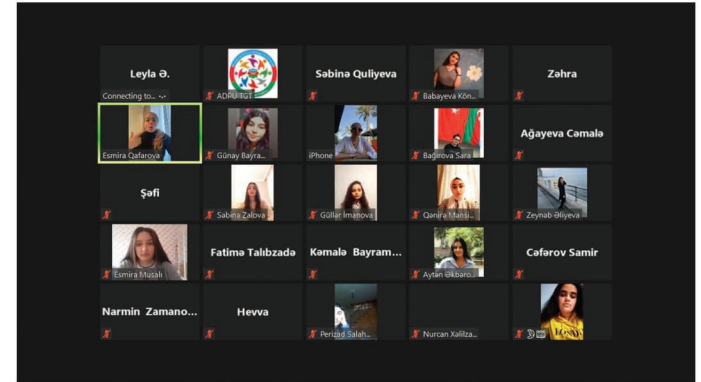 Leyla Ə.
Connecting to...
ADPU TGT
Səbinə Quliyeva
Babayeva Kön...
Zəhra
Esmira Qafarova
Günay Bayra...
iPhone
Bağırova Sara
Ağayeva Cəmalə
Şəfi
Səbinə Zalova
Güllər İmanova
Qənirə Mansi...
Zeynəb Əliyeva
Esmira Musalı
Fatimə Talıbzadə
Kəmalə Bayram...
Aytən Əkbəro...
Cəfərov Samir
Narmin Zamano...
Hevva
Perizad Salah...
Nurcan Xəlilzə...